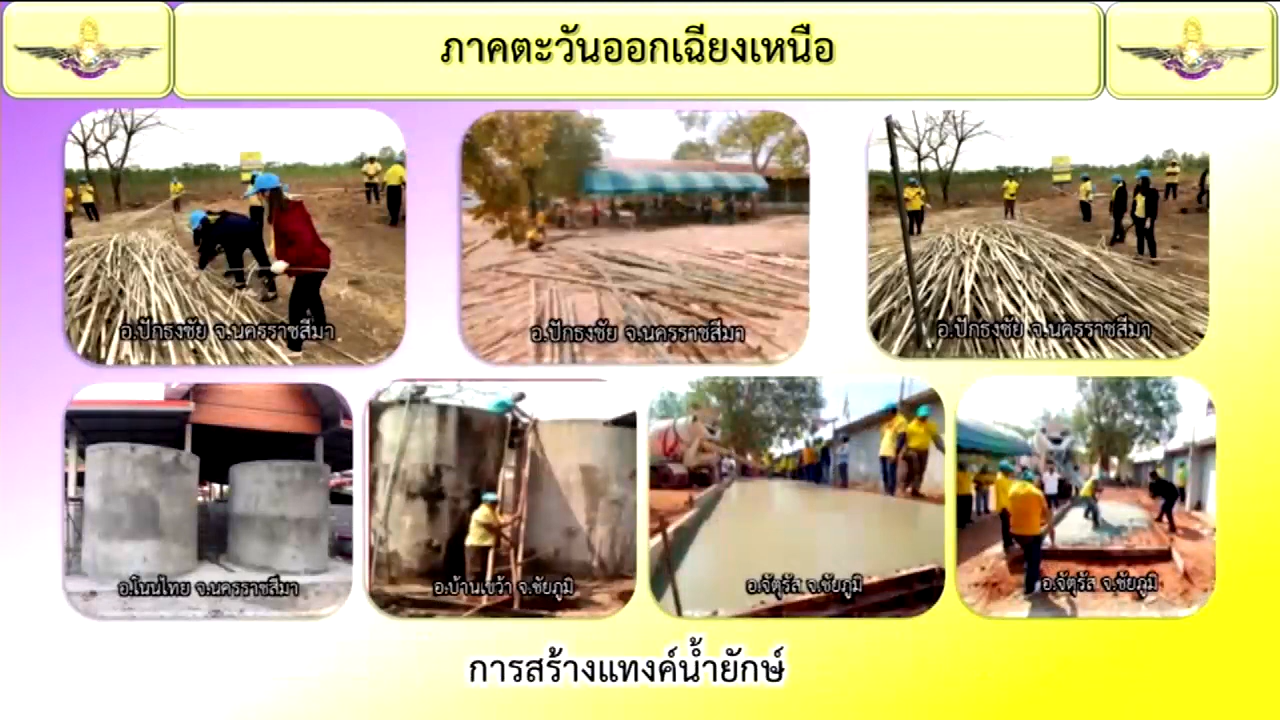 ภาคตะวันออกเฉียงเหนือ
อ.ปักธงชัย จ.นครราชสีมา
อ.ปักธงชัย จ.นครราชสีมา
อ.ปักธงชัย จ.นครราชสีมา
อ.โนนไทย จ.นครราชสีมา
อ.บ้านเขว้า จ.ชัยภูมิ
อ.จัตุรัส จ.ชัยภูมิ
อ.จัตุรัส จ.ชัยภูมิ
การสร้างแทงค์น้ำยักษ์